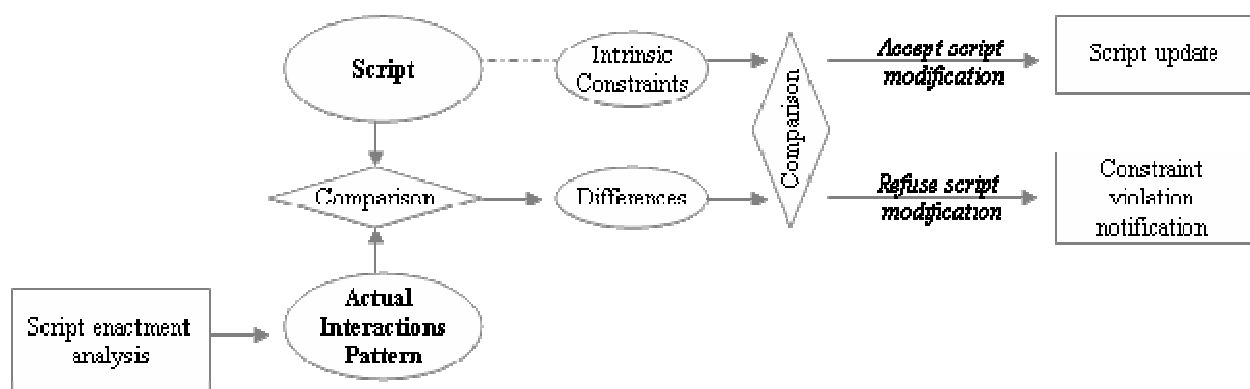 Script
Intrinsic
Constraints
Comparison
Accept script
modification
Script update
Comparison
Differences
Refuse script
modification
Constraint
violation
notification
Script enactment
analysis
Actual
Interactions
Pattern